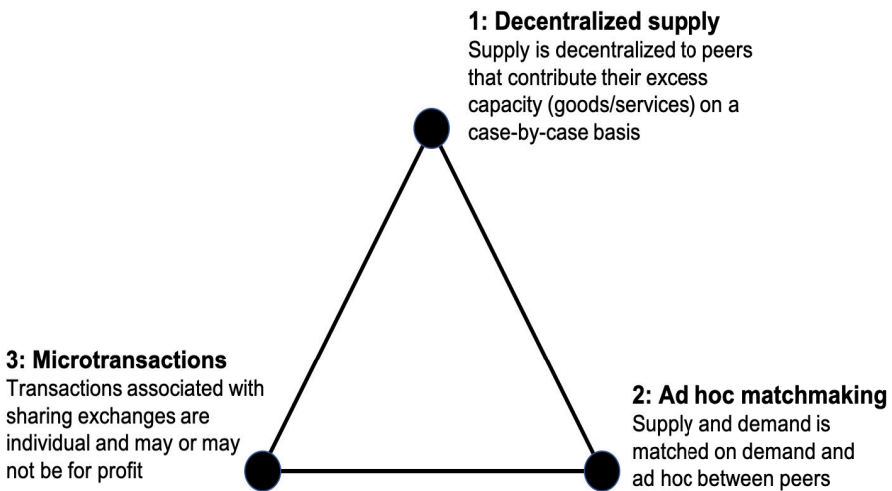 1: Decentralized supply
Supply is decentralized to peers
that contribute their excess
capacity (goods/services) on a
case-by-case basis
3: Microtransactions
Transactions associated with
sharing exchanges are
individual and may or may
not be for profit
2: Ad hoc matchmaking
Supply and demand is
matched on demand and
ad hoc between peers